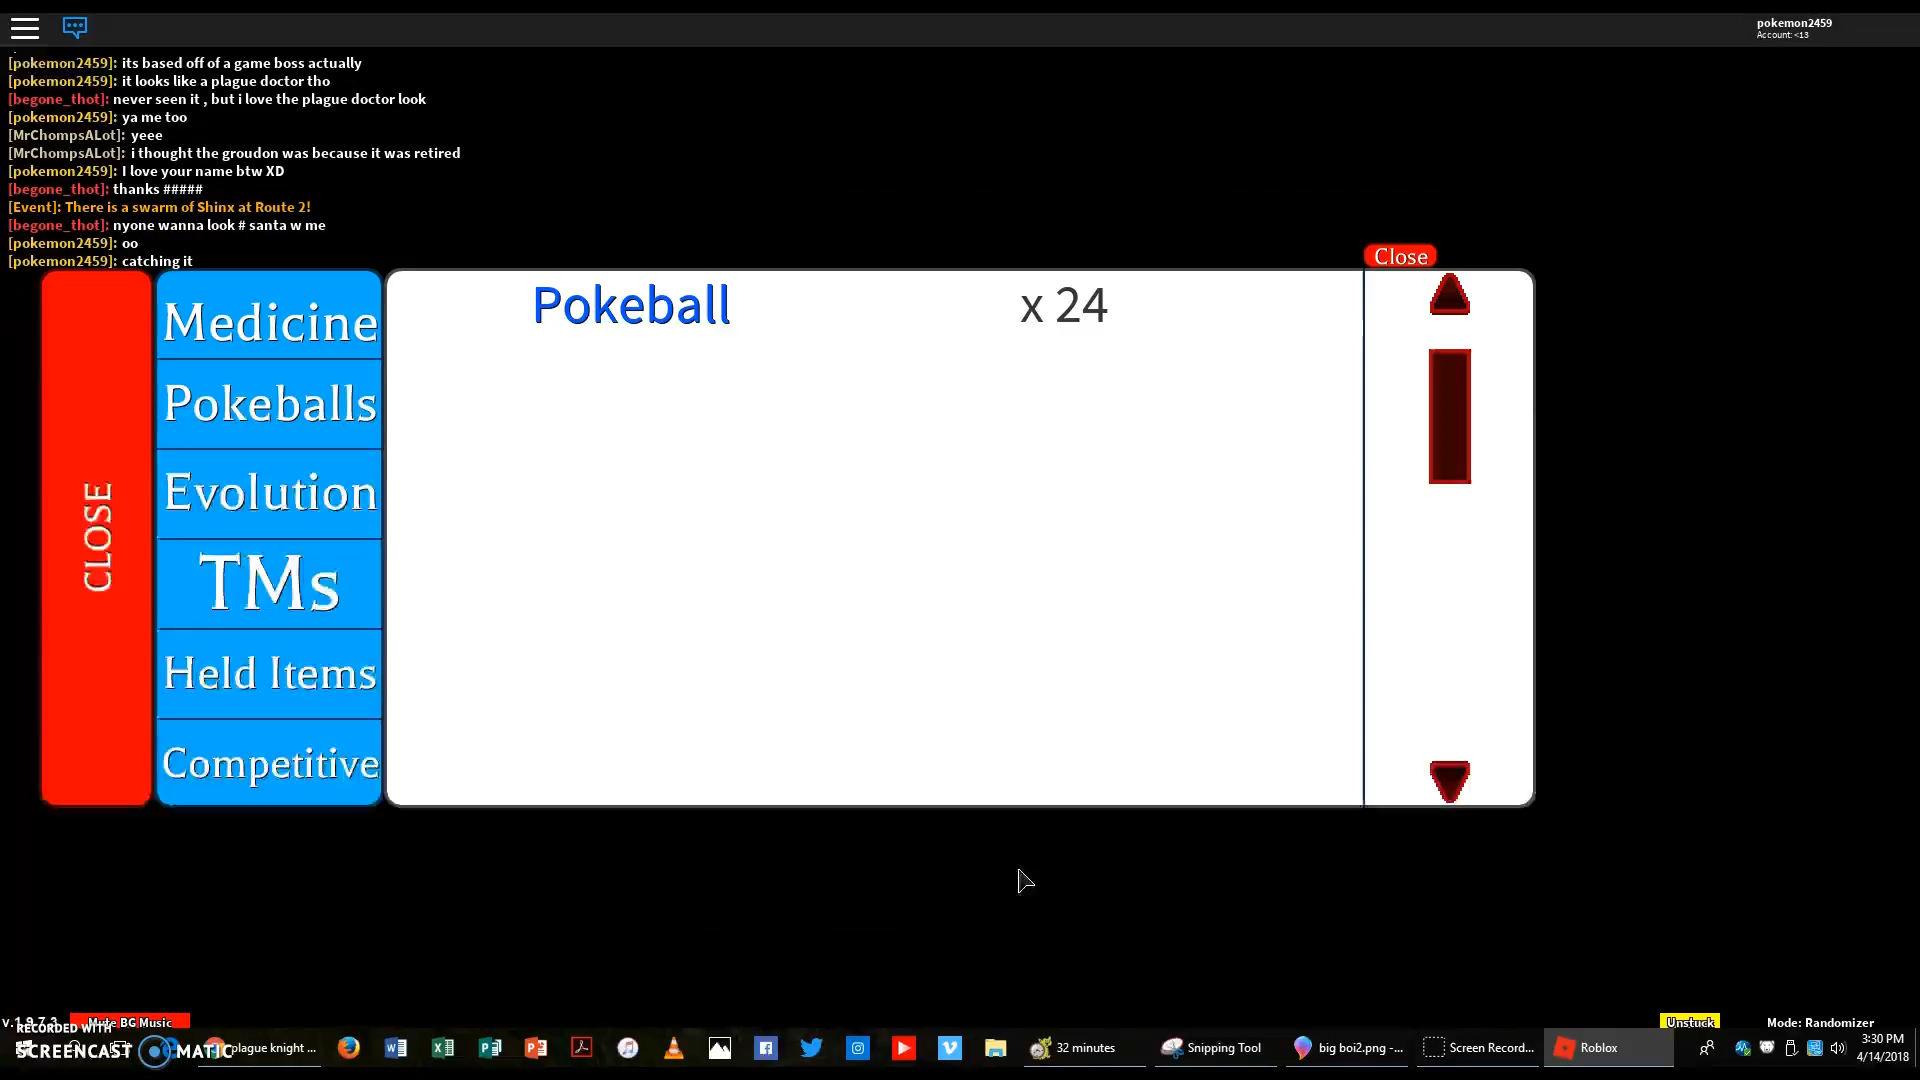 pokemon2459
Account: <13
[pokemon2459]: its based off of a game boss actually
[pokemon2459]: it looks like a plague doctor tho
[begone_thot]: never seen it , but i love the plague doctor look
[pokemon2459]: ya me too
[MrChompsALot]: yeee
[MrChompsALot]: i thought the groudon was because it was retired
[pokemon2459]: I love your name btw XD
[begone_thot]: thanks #####
[Event]: There is a swarm of Shinx at Route 2!
[begone_thot]: nyone wanna look # santa w me
[pokemon2459]: oo
[pokemon2459]: catching it
Close
CLOSE
Medicine
Pokeballs
Evolution
TMs
Held Items
Competitive
Pokeball x 24
v.1.9.7.3
Mute BG Music
Unstuck
Mode: Randomizer
RECORDED WITH
SCREENCAST MATIC
plague knight ...
32 minutes
Snipping Tool
big boi2.png -...
Screen Record...
Roblox
3:30 PM
4/14/2018